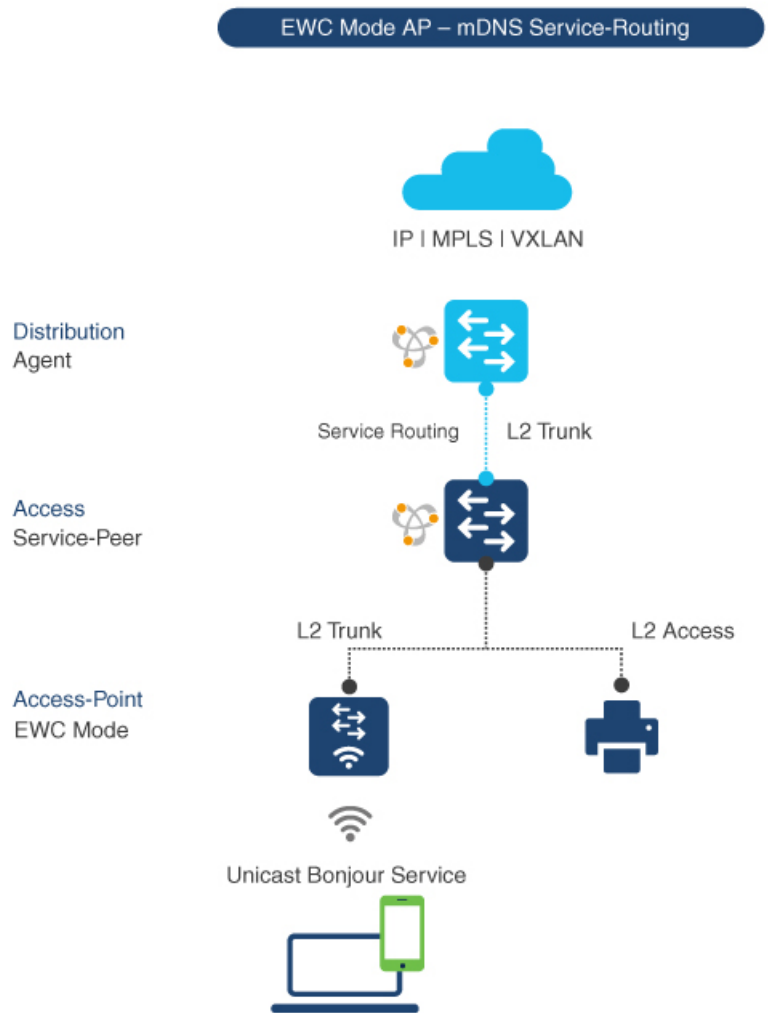 EWC Mode AP – mDNS Service-Routing
IP | MPLS | VXLAN
Distribution
Agent
Service Routing
L2 Trunk
Access
Service-Peer
L2 Trunk
L2 Access
Access-Point
EWC Mode
Unicast Bonjour Service